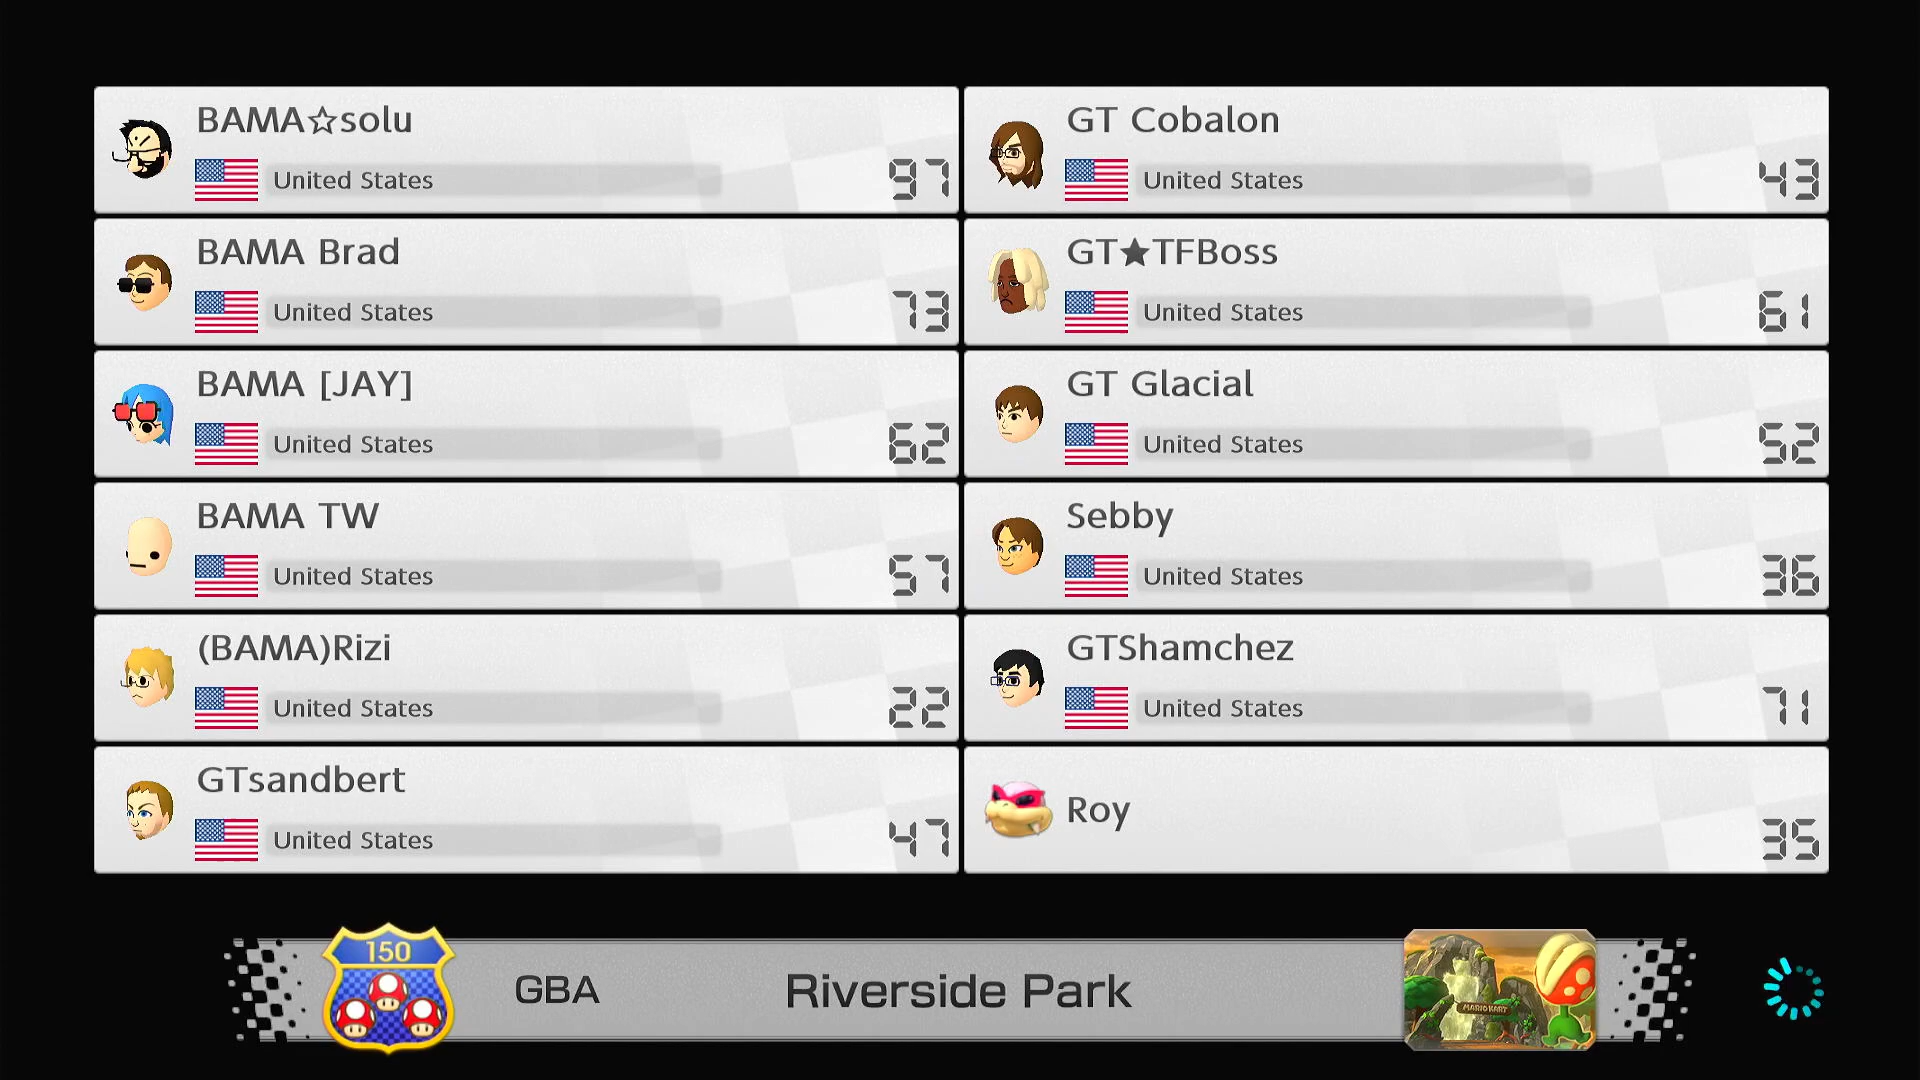 BAMA☆solu
United States
97
BAMA Brad
United States
73
BAMA [JAY]
United States
62
BAMA TW
United States
57
(BAMA)Rizi
United States
22
GTsandbert
United States
47
GT Cobalon
United States
43
GT★TFBoss
United States
61
GT Glacial
United States
52
Sebby
United States
36
GTShamchez
United States
71
Roy
35
150
GBA
Riverside Park
MARIO KART